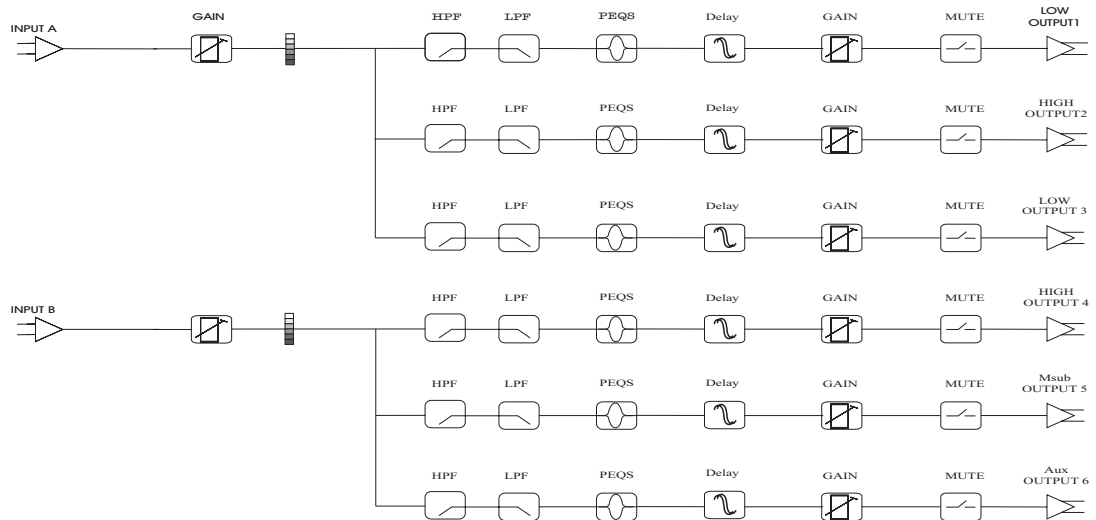 INPUT A
GAIN
HPF LPF PEQS Delay GAIN MUTE LOW
OUTPUT1
HPF LPF PEQS Delay GAIN MUTE HIGH
OUTPUT2
HPF LPF PEQS Delay GAIN MUTE LOW
OUTPUT 3
INPUT B
HPF LPF PEQS Delay GAIN MUTE HIGH
OUTPUT 4
HPF LPF PEQS Delay GAIN MUTE Msub
OUTPUT 5
HPF LPF PEQS Delay GAIN MUTE Aux
OUTPUT 6